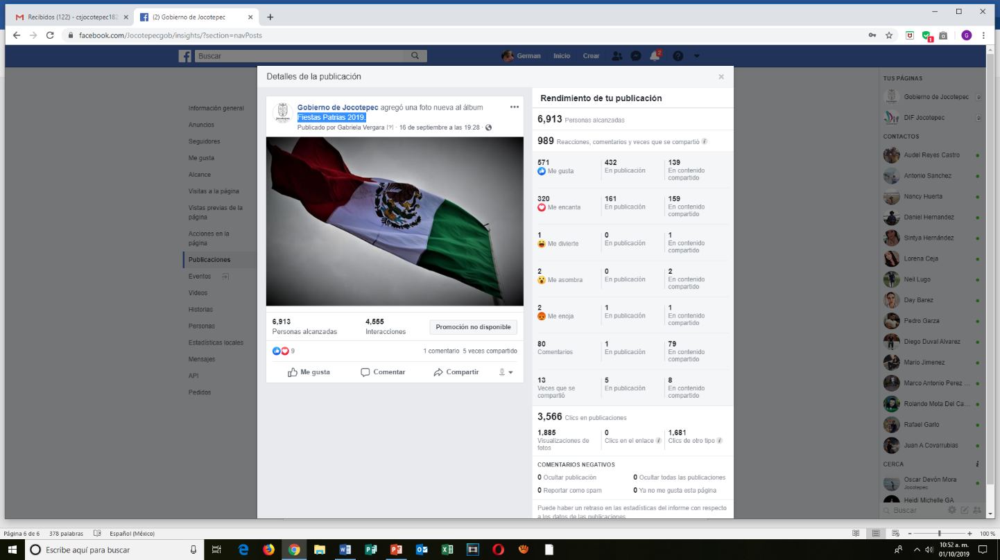 Recibidos (122) - csjocotepec182
(2) Gobierno de Jocotepec
facebook.com/Jocotepecgob/insights/?section=navPosts
Buscar
German
Inicio
Crear
2
Información general
Anuncios
Seguidores
Me gusta
Alcance
Visitas a la página
Vistas previas de la
página
Acciones en la
página
Publicaciones
Eventos
Videos
Historias
Personas
Estadísticas locales
Mensajes
API
Pedidos
Detalles de la publicación
Gobierno de Jocotepec agregó una foto nueva al álbum
Fiestas Patrias 2019.
Publicado por Gabriela Vergara [?] · 16 de septiembre a las 19:28 ·
6,913
Personas alcanzadas
4,555
Interacciones
Promoción no disponible
9
1 comentario 5 veces compartido
Me gusta
Comentar
Compartir
Rendimiento de tu publicación
6,913 Personas alcanzadas
989 Reacciones, comentarios y veces que se compartió
571
Me gusta
432
En publicación
139
En contenido
compartido
320
Me encanta
161
En publicación
159
En contenido
compartido
1
Me divierte
0
En publicación
1
En contenido
compartido
2
Me asombra
0
En publicación
2
En contenido
compartido
2
Me enoja
1
En publicación
1
En contenido
compartido
80
Comentarios
1
En publicación
79
En contenido
compartido
13
Veces que se
compartió
5
En publicación
8
En contenido
compartido
3,566 Clics en publicaciones
1,885
Visualizaciones de
fotos
0
Clics en el enlace
1,681
Clics de otro tipo
COMENTARIOS NEGATIVOS
0 Ocultar publicación
0 Ocultar todas las publicaciones
0 Reportar como spam
0 Ya no me gusta esta página
Puede haber un retraso en las estadísticas del informe con respecto
a los datos de las publicaciones
TUS PÁGINAS
Gobierno de Jocotepec
DIF Jocotepec
CONTACTOS
Audel Reyes Castro
Antonio Sanchez
Nancy Huerta
Daniel Hernandez
Sintya Hernández
Lorena Ceja
Neil Lugo
Day Barez
Pedro Garza
Diego Duval Alvarez
Mario Jimenez
Marco Antonio Perez ...
Rolando Mota Del Ca...
Rafael Garlo
Juan A Covarrubias
CERCA
Oscar Devón Mora
Jocotepec
Heidi Michelle GA
Buscar
Página 6 de 6
378 palabras
Español (México)
100 %
Escribe aquí para buscar
10:52 a. m.
01/10/2019